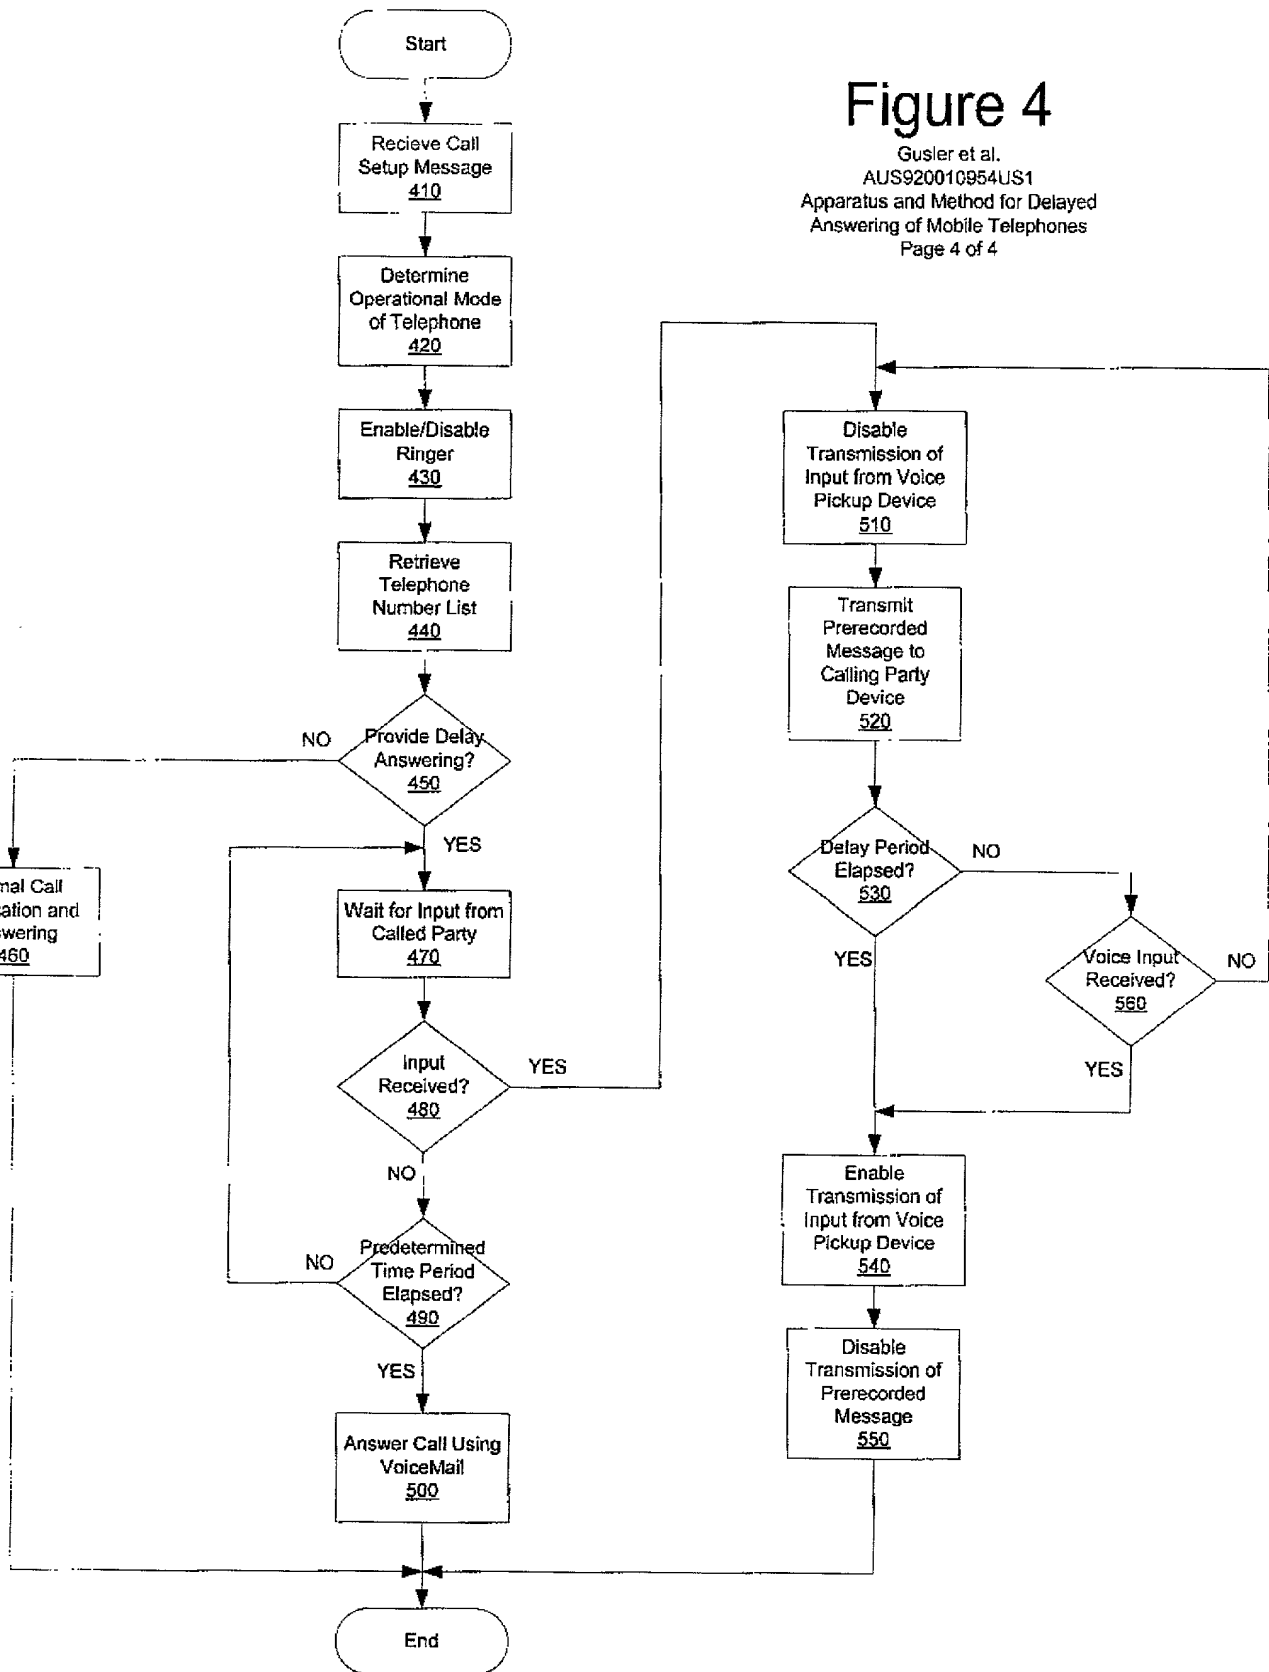 Start
Figure 4
Gusler et al.
AUS920010954US1
Apparatus and Method for Delayed
Answering of Mobile Telephones
Page 4 of 4
Recieve Call
Setup Message
410
Determine
Operational Mode
of Telephone
420
Enable/Disable
Ringer
430
Retrieve
Telephone
Number List
440
Provide Delay
Answering?
450
NO
YES
Call
and
460
Wait for Input from
Called Party
470
Input
Received?
480
YES
NO
Predetermined
Time Period
Elapsed?
490
NO
YES
Answer Call Using
VoiceMail
500
Disable
Transmission of
Input from Voice
Pickup Device
510
Transmit
Prerecorded
Message to
Calling Party
Device
520
Delay Period
Elapsed?
530
NO
YES
Voice Input
Received?
560
NO
YES
Enable
Transmission of
Input from Voice
Pickup Device
540
Disable
Transmission of
Prerecorded
Message
550
End